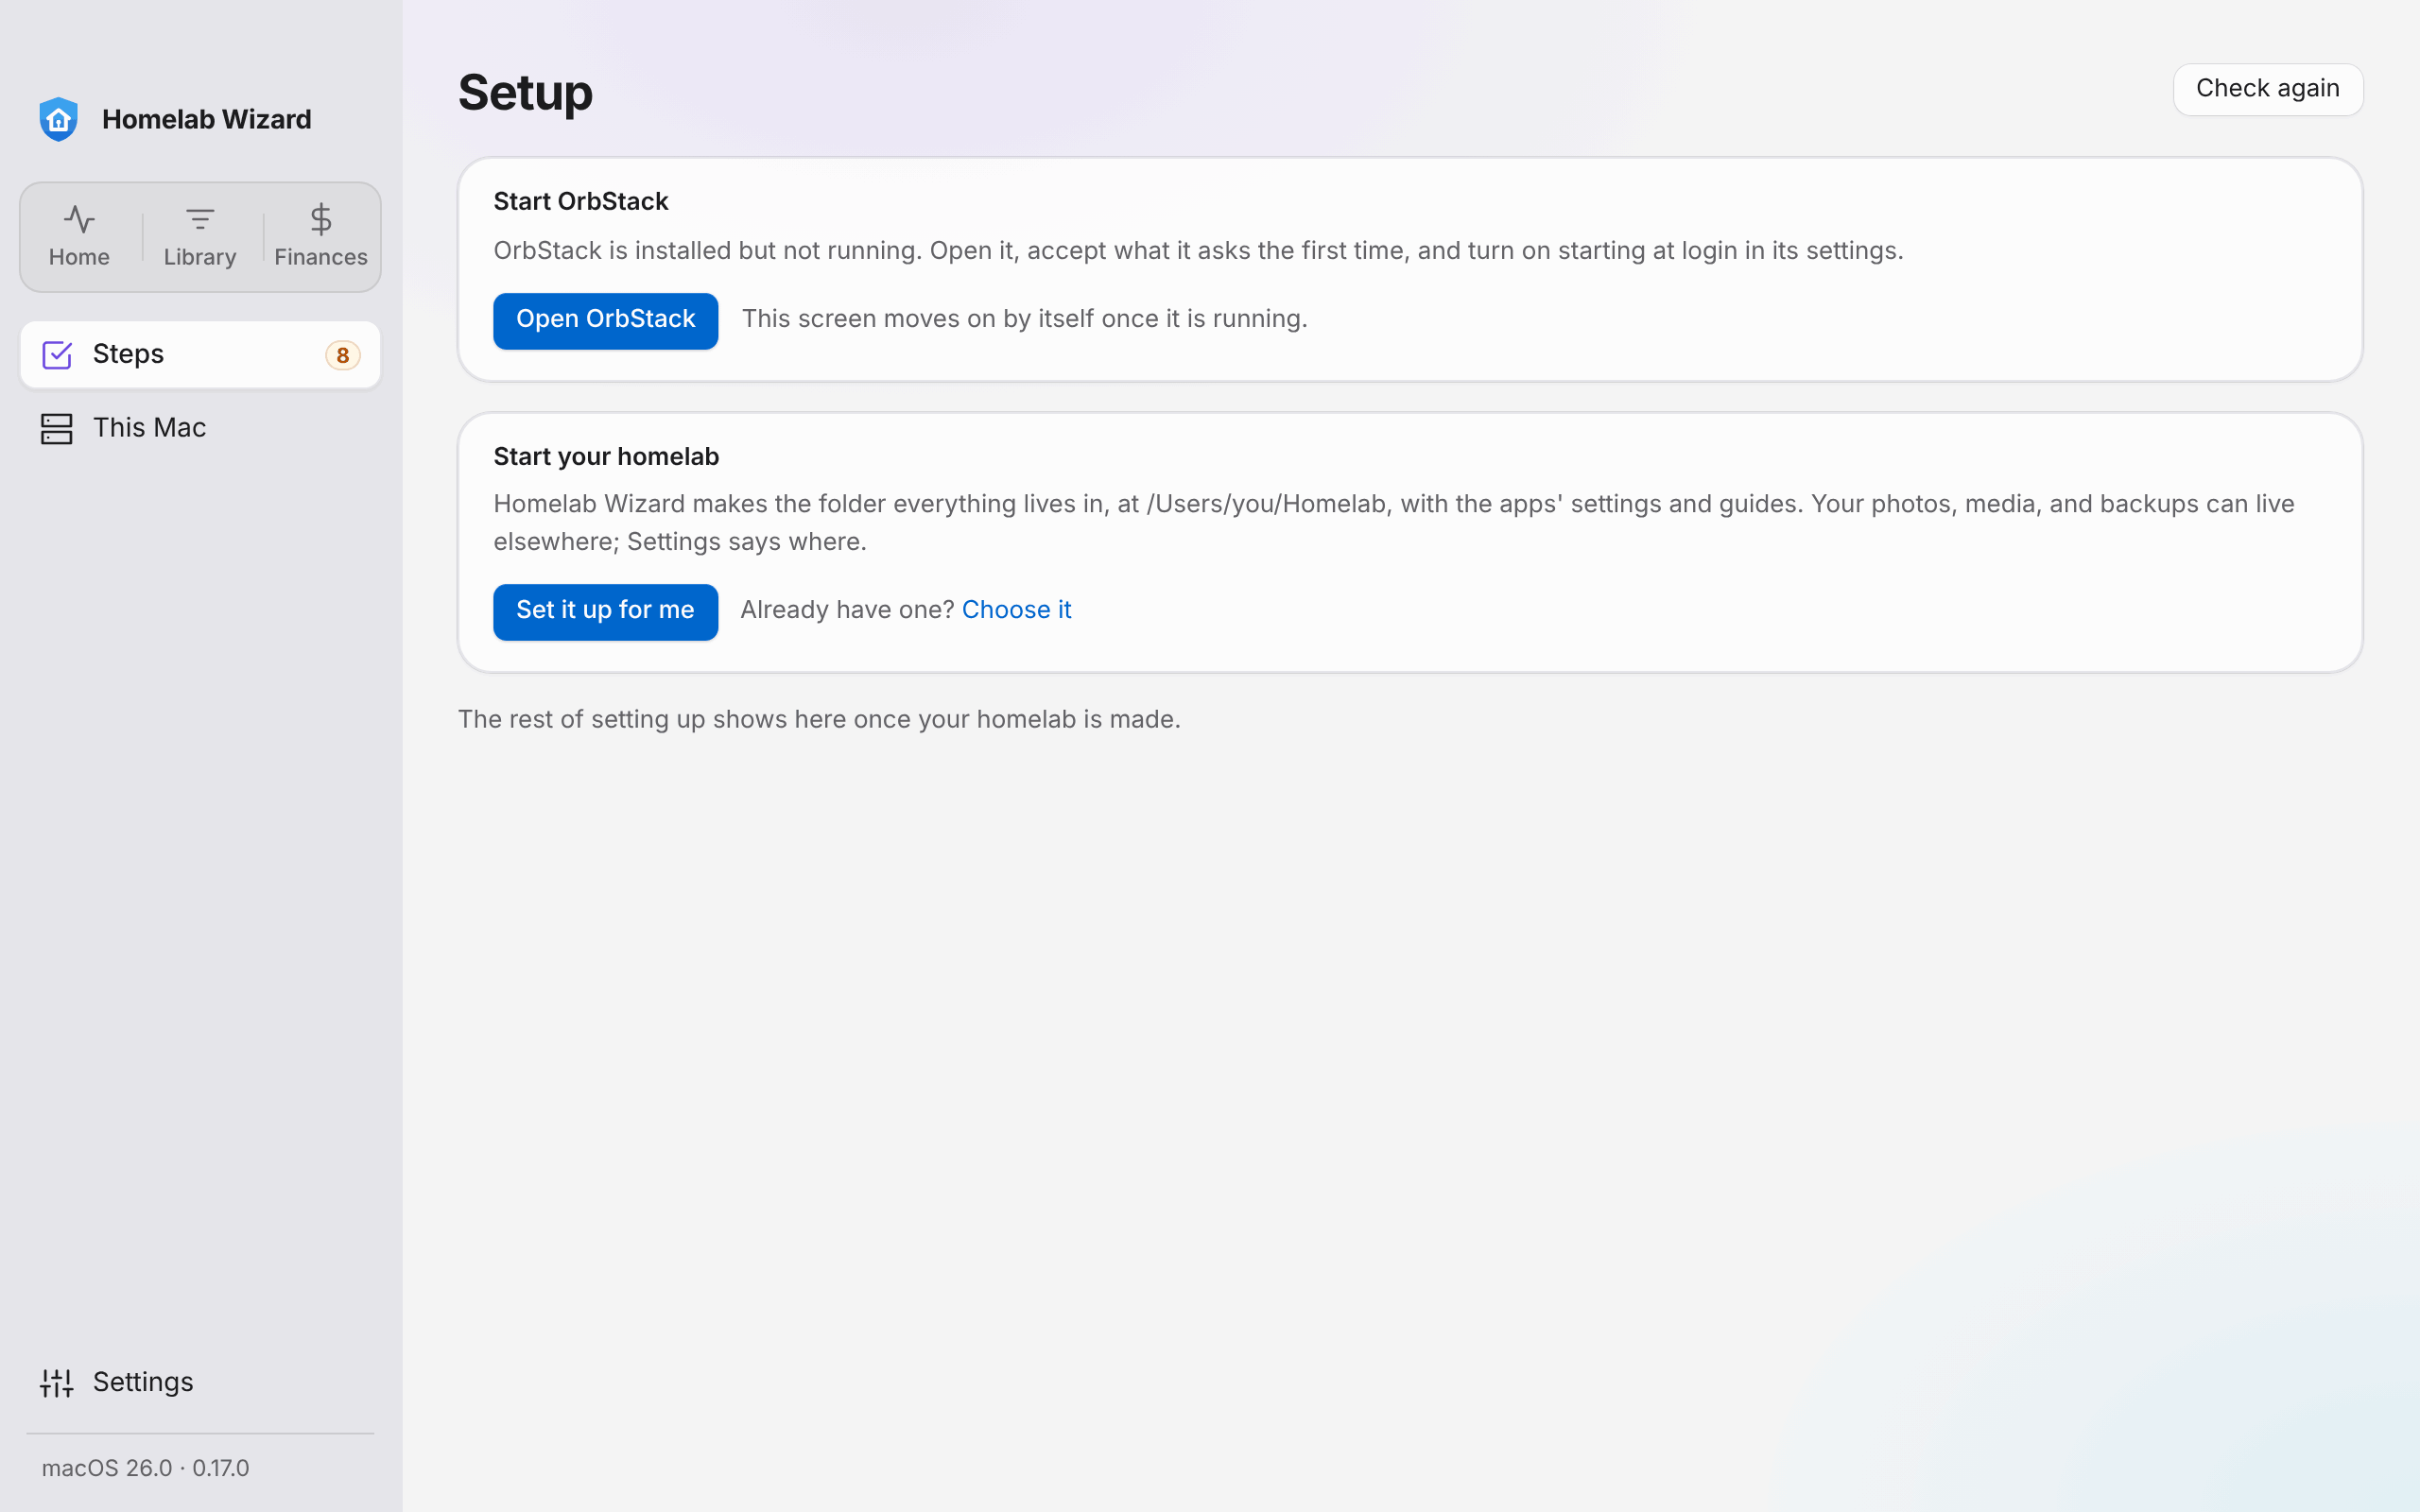 Homelab Wizard
Home
Library
Finances
Steps
8
This Mac
Settings
macOS 26.0 · 0.17.0
Setup
Check again
Start OrbStack
OrbStack is installed but not running. Open it, accept what it asks the first time, and turn on starting at login in its settings.
Open OrbStack
This screen moves on by itself once it is running.
Start your homelab
Homelab Wizard makes the folder everything lives in, at /Users/you/Homelab, with the apps' settings and guides. Your photos, media, and backups can live
elsewhere; Settings says where.
Set it up for me
Already have one? Choose it
The rest of setting up shows here once your homelab is made.